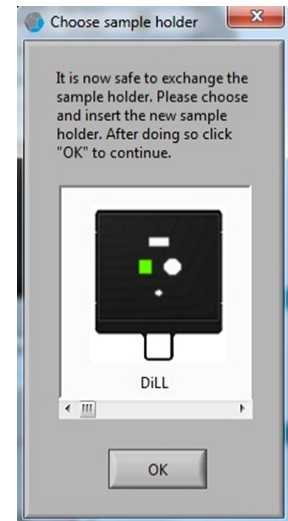 Choose sample holder
It is now safe to exchange the
sample holder. Please choose
and insert the new sample
holder. After doing so click
"OK" to continue.
DiLL
OK